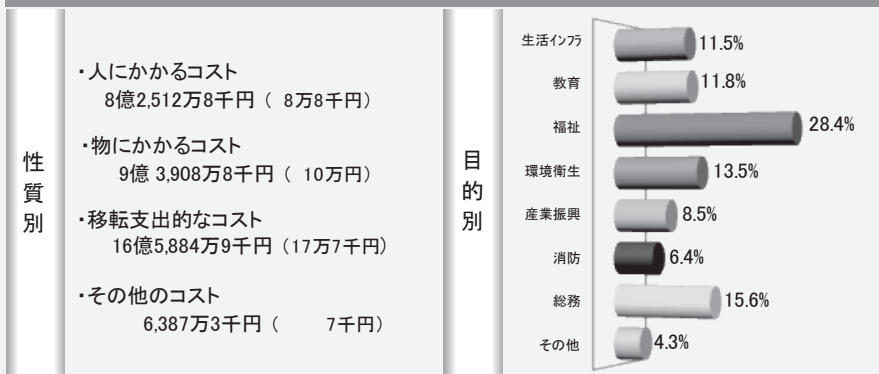 性質別
・人にかかるコスト
8億2,512万8千円（ 8万8千円）
・物にかかるコスト
9億 3,908万8千円（ 10万円）
・移転支出的なコスト
16億5,884万9千円（17万7千円）
・その他のコスト
6,387万3千円（ 7千円）
目的別
生活インフラ 11.5%
教育 11.8%
福祉 28.4%
環境衛生 13.5%
産業振興 8.5%
消防 6.4%
総務 15.6%
その他 4.3%